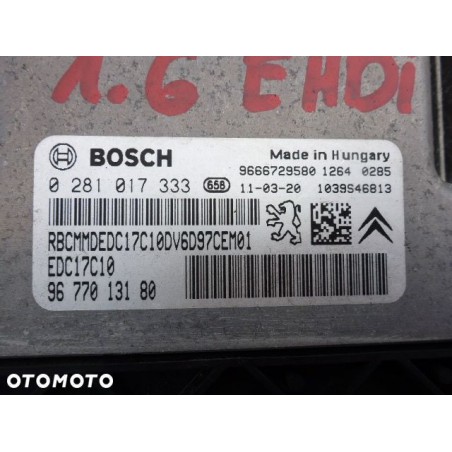 1.6 E HDI
BOSCH
Made in Hungary
9666729580 1264 0285
0 281 017 333 658 11-03-20 1039S46813
RBCMMDEDC17C10DV6D97CEM01
EDC17C10
96 770 131 80
OTOMOTO